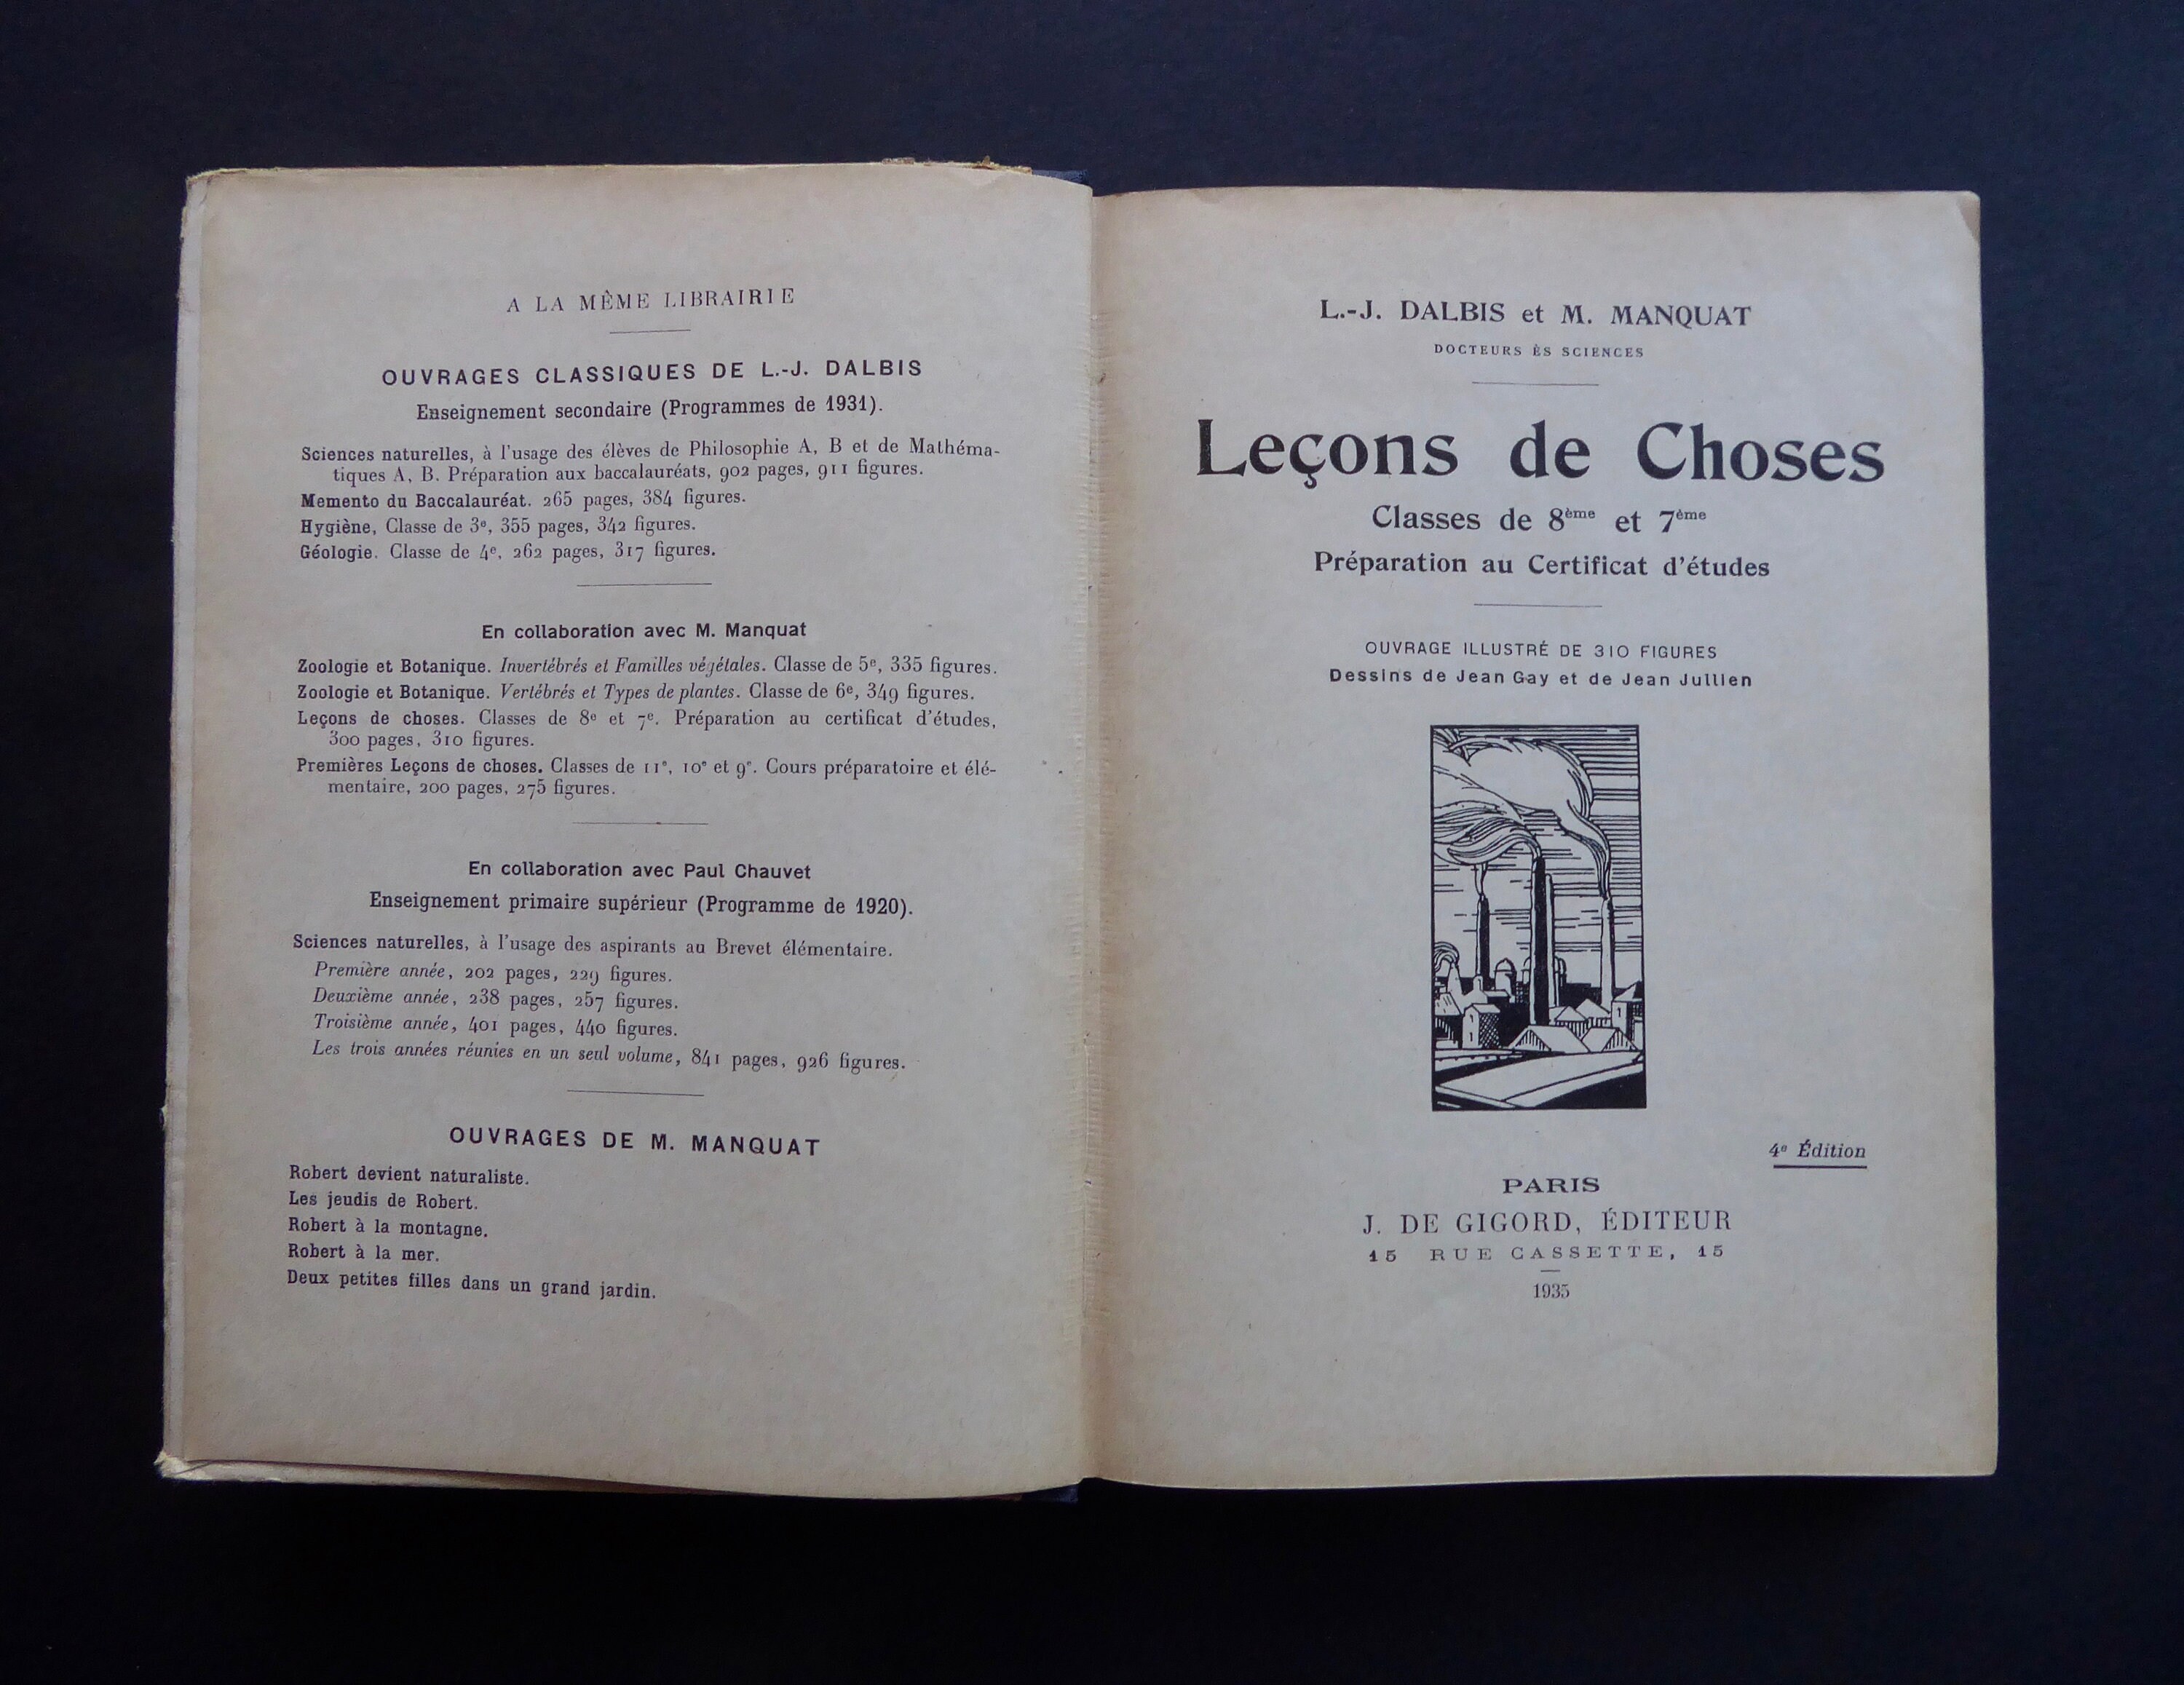 A LA MÊME LIBRAIRIE
OUVRAGES CLASSIQUES DE L.-J. DALBIS
Enseignement secondaire (Programmes de 1931).
Sciences naturelles, à l'usage des élèves de Philosophie A, B et de Mathéma-
tiques A, B. Préparation aux baccalauréats, 902 pages, 911 figures.
Memento du Baccalauréat. 265 pages, 384 figures.
Hygiène, Classe de 3e, 355 pages, 342 figures.
Géologie. Classe de 4e, 262 pages, 317 figures.
En collaboration avec M. Manquat
Zoologie et Botanique. Invertébrés et Familles végétales. Classe de 5e, 335 figures.
Zoologie et Botanique. Vertébrés et Types de plantes. Classe de 6e, 349 figures.
Leçons de choses. Classes de 8e et 7e. Préparation au certificat d'études,
300 pages, 310 figures.
Premières Leçons de choses. Classes de 11e, 10e et 9e. Cours préparatoire et élé-
mentaire, 200 pages, 275 figures.
En collaboration avec Paul Chauvet
Enseignement primaire supérieur (Programme de 1920).
Sciences naturelles, à l'usage des aspirants au Brevet élémentaire.
Première année, 202 pages, 229 figures.
Deuxième année, 238 pages, 257 figures.
Troisième année, 401 pages, 440 figures.
Les trois années réunies en un seul volume, 841 pages, 926 figures.
OUVRAGES DE M. MANQUAT
Robert devient naturaliste.
Les jeudis de Robert.
Robert à la montagne.
Robert à la mer.
Deux petites filles dans un grand jardin.
L.-J. DALBIS et M. MANQUAT
DOCTEURS ÈS SCIENCES
Leçons de Choses
Classes de 8ème et 7ème
Préparation au Certificat d'études
OUVRAGE ILLUSTRÉ DE 310 FIGURES
Dessins de Jean Gay et de Jean Jullien
4e Édition
PARIS
J. DE GIGORD, ÉDITEUR
15 RUE CASSETTE, 15
1935